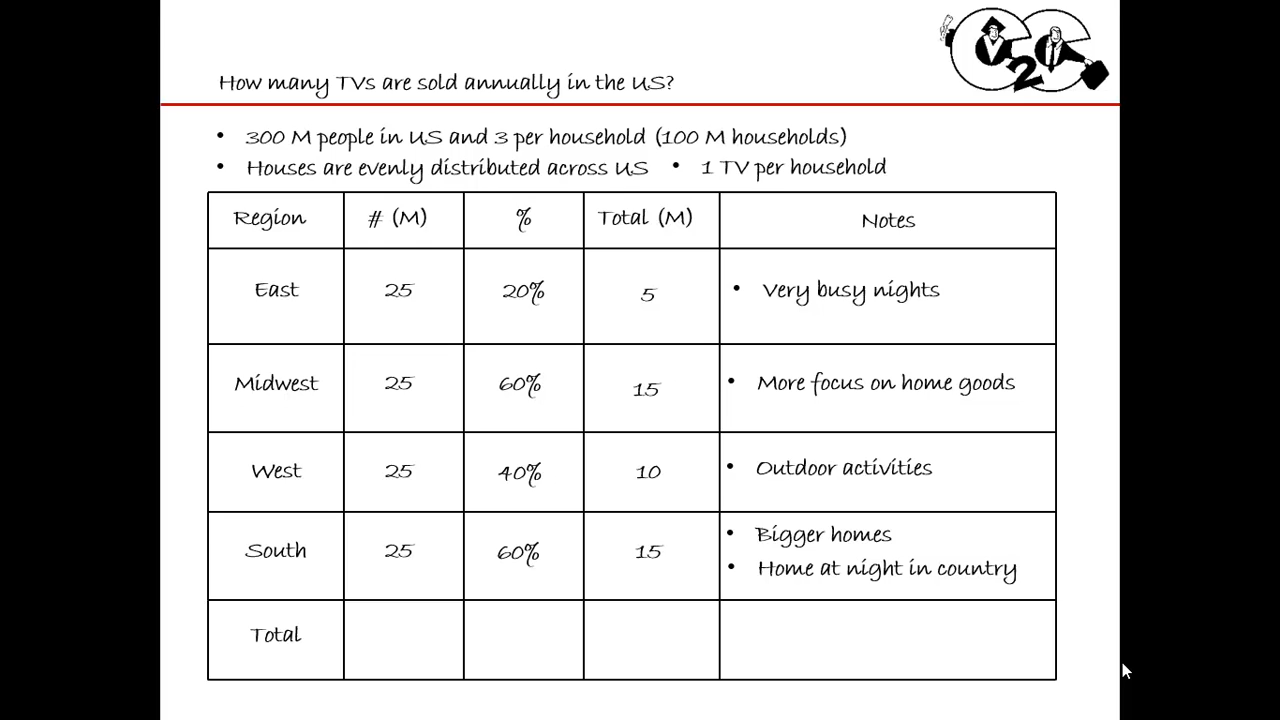 How many TVs are sold annually in the US?
• 300 M people in US and 3 per household (100 M households)
• Houses are evenly distributed across US • 1 TV per household
Region # (M) % Total (M) Notes
East 25 20% 5 • Very busy nights
Midwest 25 60% 15 • More focus on home goods
West 25 40% 10 • Outdoor activities
South 25 60% 15 • Bigger homes
• Home at night in country
Total
C2C